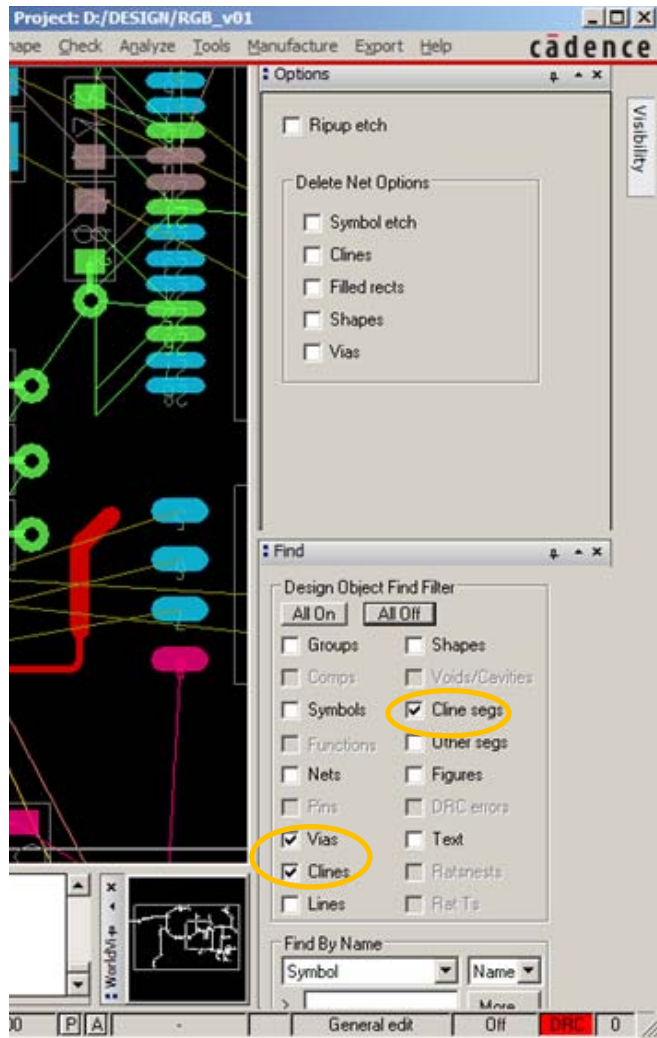 Project: D:/DESIGN/RGB_v01
hape Check Analyze Tools Manufacture Export Help cādence
Options
Visibility
Ripup etch
Delete Net Options
Symbol etch
Clines
Filled rects
Shapes
Vias
Find
Design Object Find Filter
All On All Off
Groups Shapes
Comps Voids/Cavities
Symbols Cline segs
Functions Other segs
Nets Figures
Pins DRC errors
Vias Text
Clines Ratsnests
Lines Rat Ts
WorldView
Find By Name
Symbol Name
> More
00 P A - General edit Off DRC 0